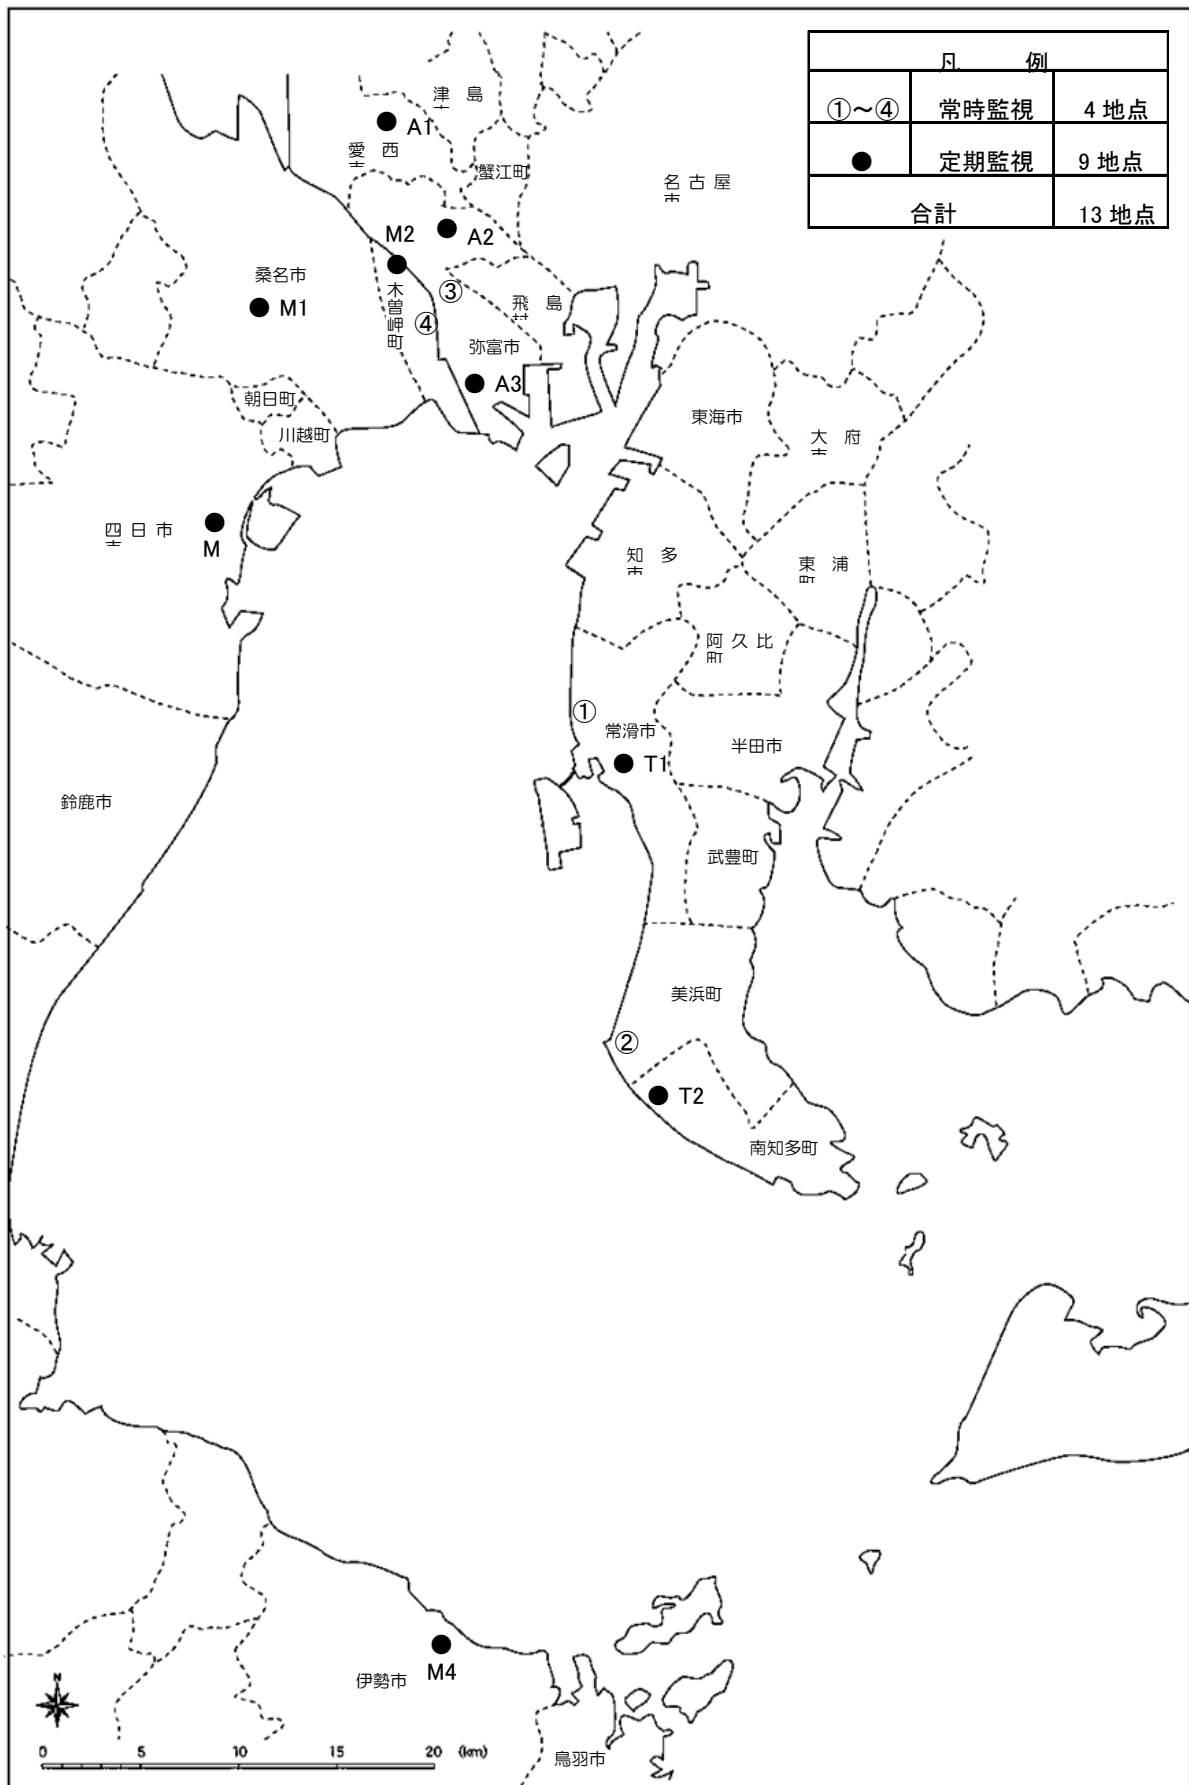 凡 例
①～④ 常時監視 4 地点
● 定期監視 9 地点
合計 13 地点
津 島
A1
愛 西
蟹江町
名 古 屋
M2
A2
桑名市
M1
木曽岬町
③
飛 島
④
弥富市
A3
朝日町
川越町
東海市
大 府
四 日 市
M
知 多
東 浦
阿 久 比
①
常滑市
T1
半田市
鈴鹿市
武豊町
美浜町
②
T2
南知多町
伊勢市
M4
鳥羽市
N
0 5 10 15 20 (km)